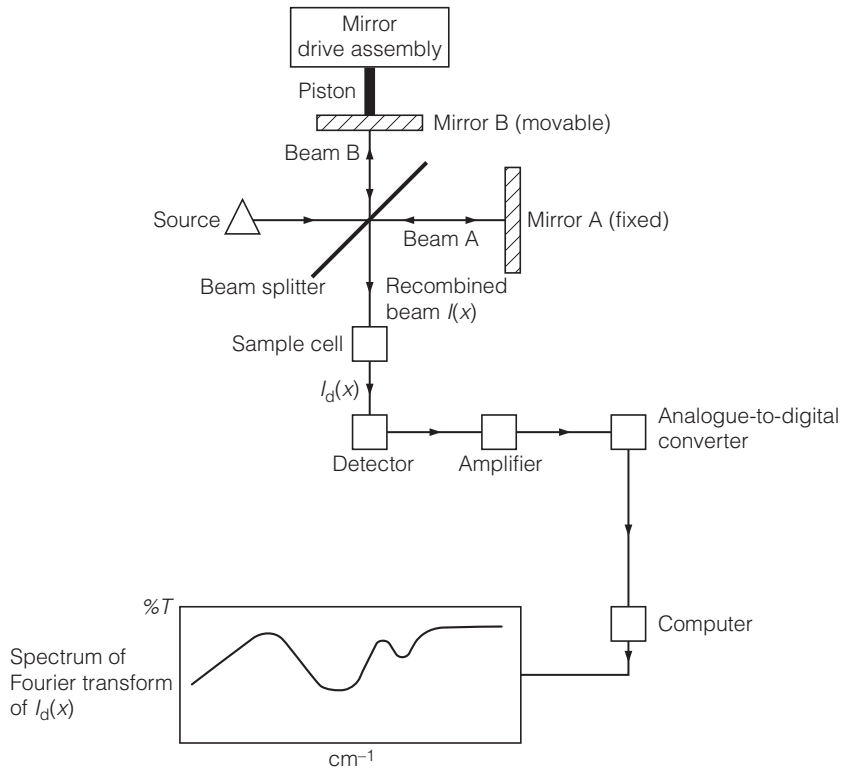 Mirror
drive assembly
Piston
Mirror B (movable)
Beam B
Source
Mirror A (fixed)
Beam A
Beam splitter
Recombined
beam I(x)
Sample cell
I_d(x)
Analogue-to-digital
converter
Detector
Amplifier
%T
Computer
Spectrum of
Fourier transform
of I_d(x)
cm⁻¹